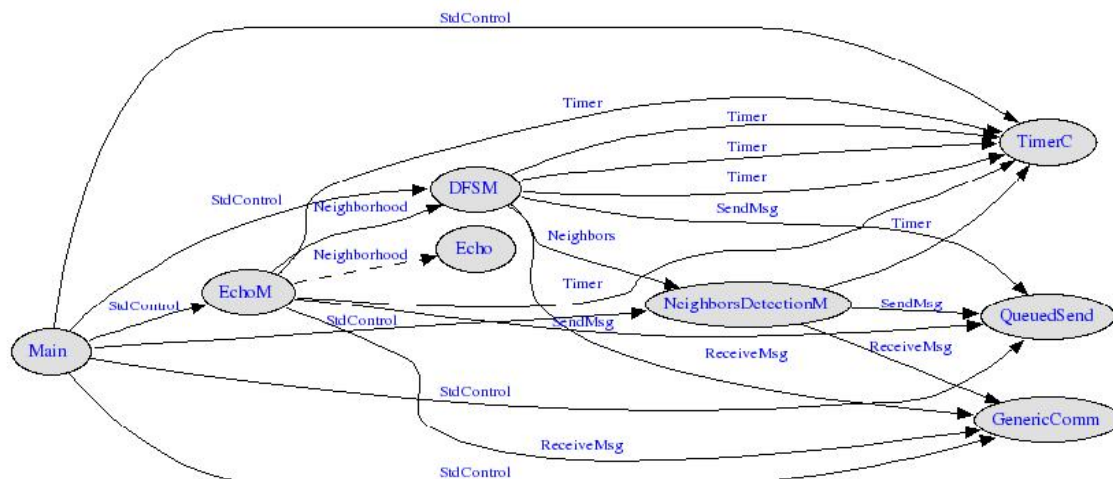 StdControl
Timer
Timer
Timer
TimerC
Timer
DFSM
StdControl
Neighborhood
SendMsg
Timer
Neighbors
Echo
Neighborhood
Timer
EchoM
StdControl
NeighborsDetectionM
SendMsg
QueuedSend
StdControl
SendMsg
Main
ReceiveMsg
ReceiveMsg
StdControl
GenericComm
ReceiveMsg
StdControl